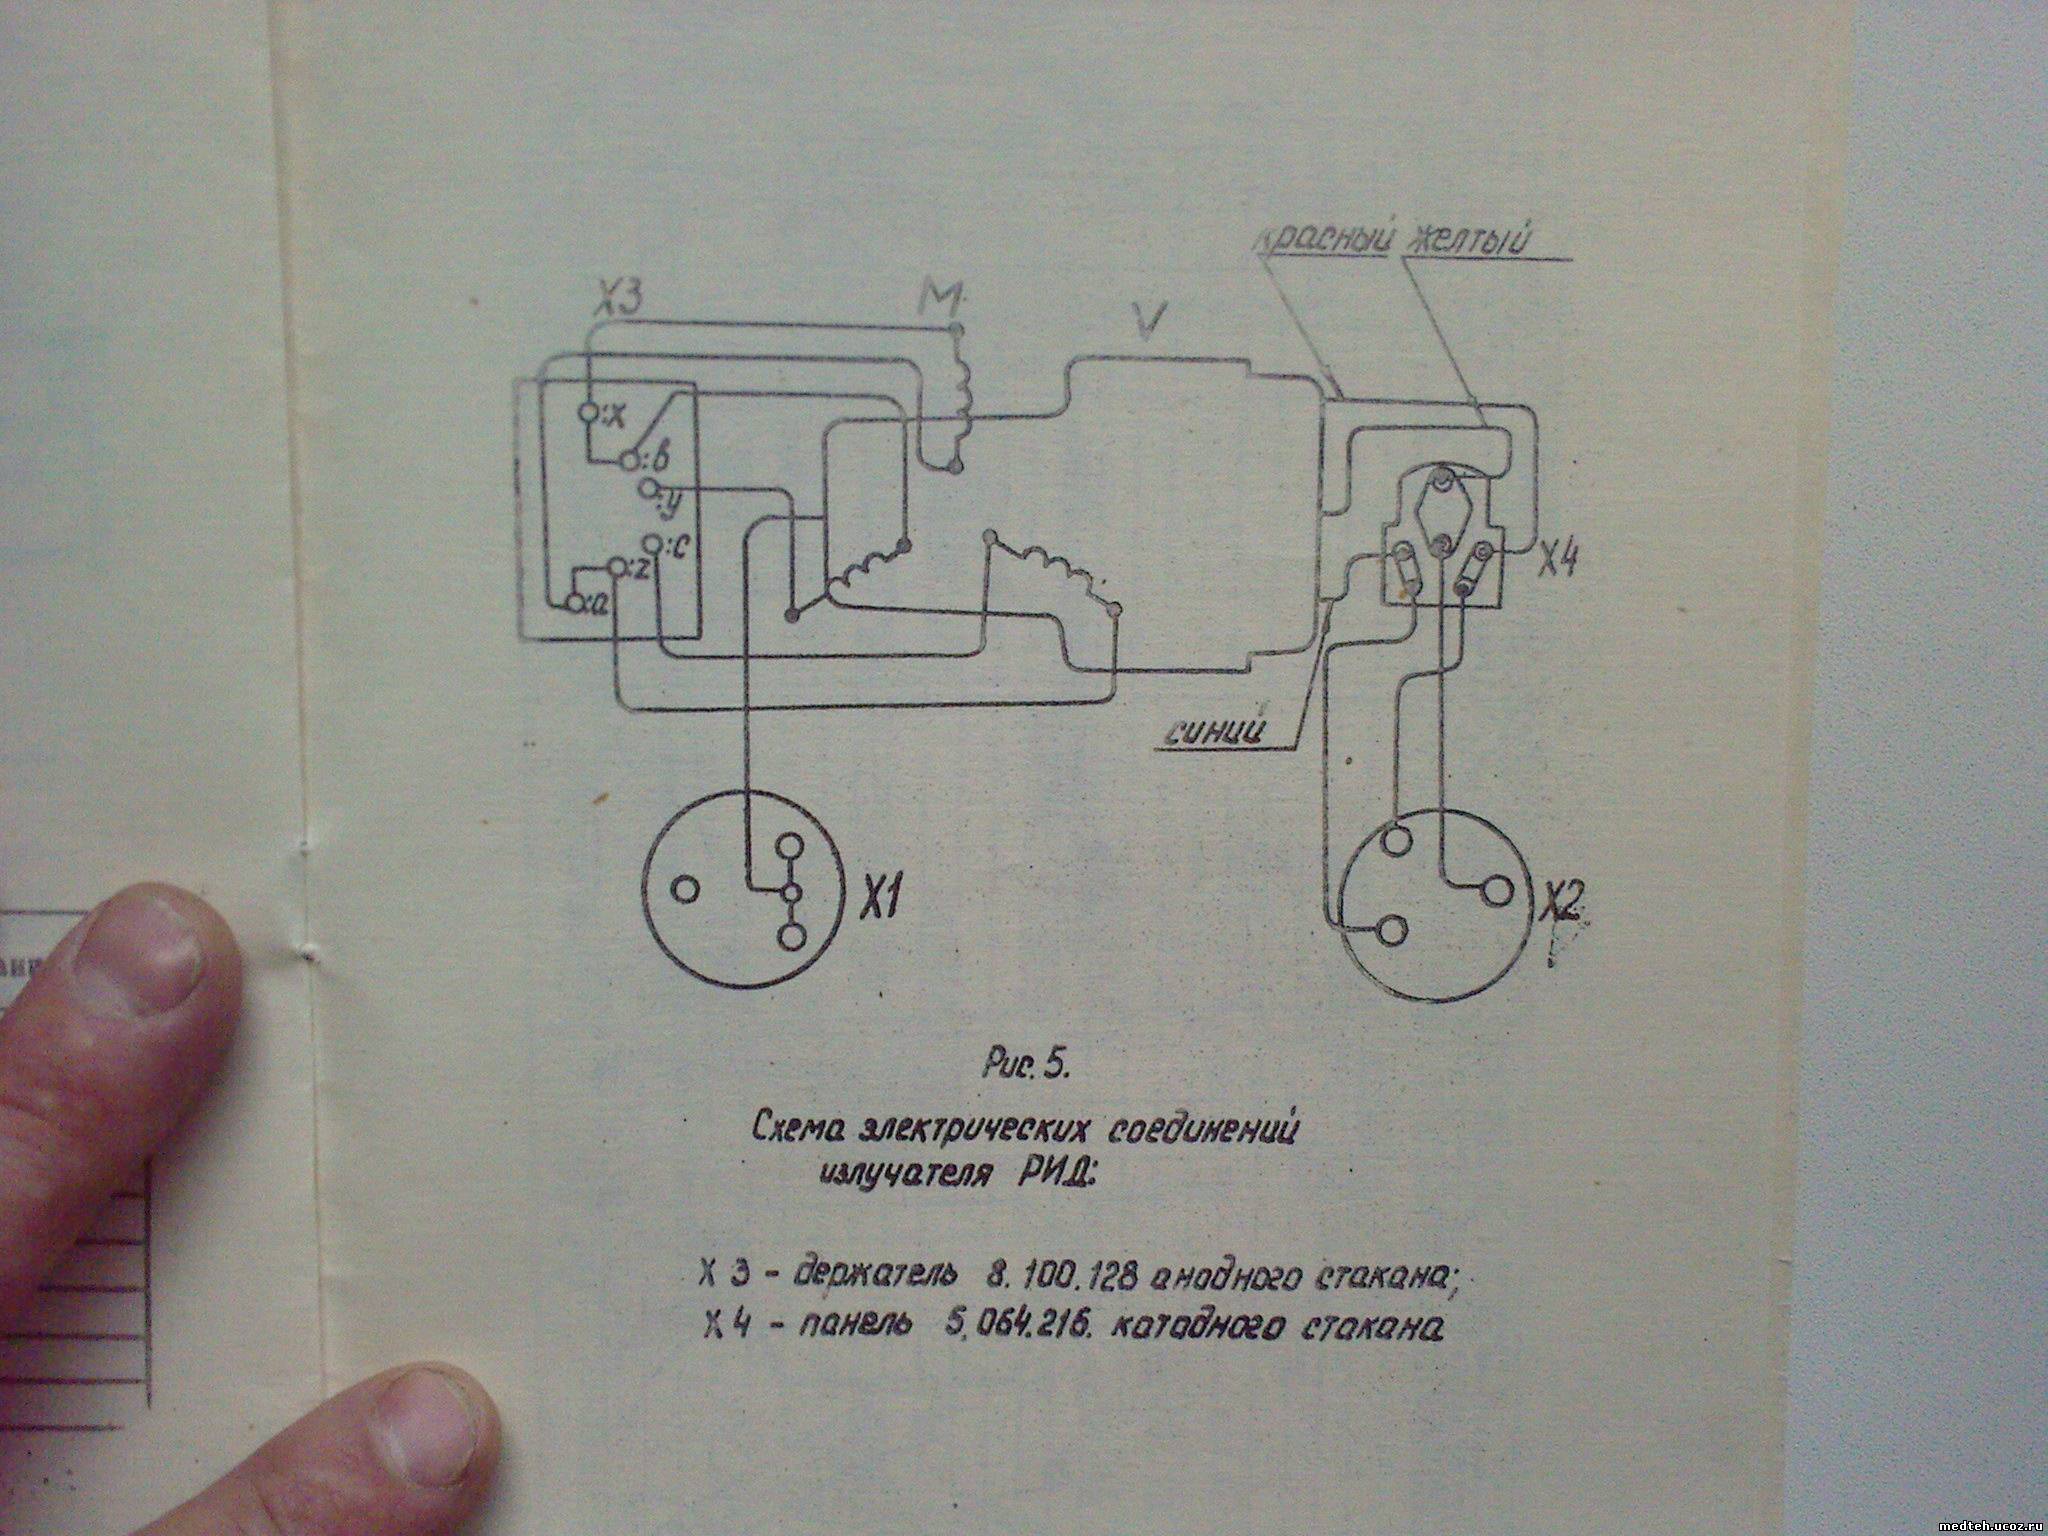 красный желтый
X3
M
V
:x
:в
:y
:c
:z
:a
X4
синий
X1
X2
Рис. 5.
Схема электрических соединений
излучателя РИД:
X 3 - держатель 8. 100. 128 анодного стакана;
X 4 - панель 5. 064. 216. катодного стакана
medteh.ucoz.ru